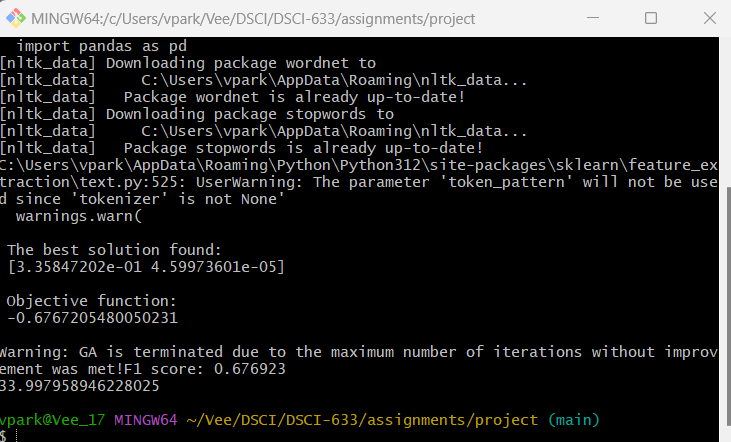 MINGW64:/c/Users/vpark/Vee/DSCI/DSCI-633/assignments/project
import pandas as pd
[nltk_data] Downloading package wordnet to
[nltk_data]     C:\Users\vpark\AppData\Roaming\nltk_data...
[nltk_data]   Package wordnet is already up-to-date!
[nltk_data] Downloading package stopwords to
[nltk_data]     C:\Users\vpark\AppData\Roaming\nltk_data...
[nltk_data]   Package stopwords is already up-to-date!
C:\Users\vpark\AppData\Roaming\Python\Python312\site-packages\sklearn\feature_ex
traction\text.py:525: UserWarning: The parameter 'token_pattern' will not be use
d since 'tokenizer' is not None'
  warnings.warn(
The best solution found:
[3.35847202e-01 4.59973601e-05]
Objective function:
-0.6767205480050231
Warning: GA is terminated due to the maximum number of iterations without improv
ement was met!F1 score: 0.676923
33.997958946228025
vpark@Vee_17 MINGW64 ~/Vee/DSCI/DSCI-633/assignments/project (main)
$